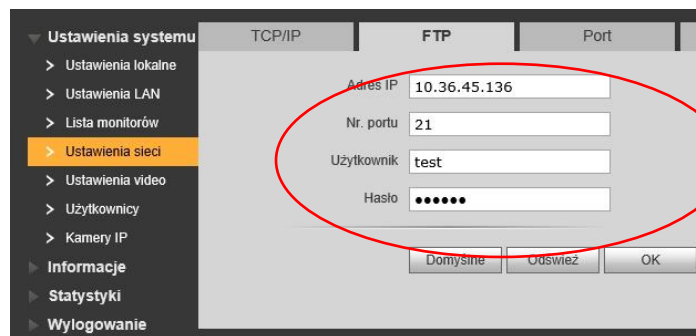 Ustawienia systemu
Ustawienia lokalne
Ustawienia LAN
Lista monitorów
Ustawienia sieci
Ustawienia video
Użytkownicy
Kamery IP
Informacje
Statystyki
Wylogowanie
TCP/IP FTP Port
Adres IP 10.36.45.136
Nr. portu 21
Użytkownik test
Hasło ●●●●●●
Domyślne Odśwież OK